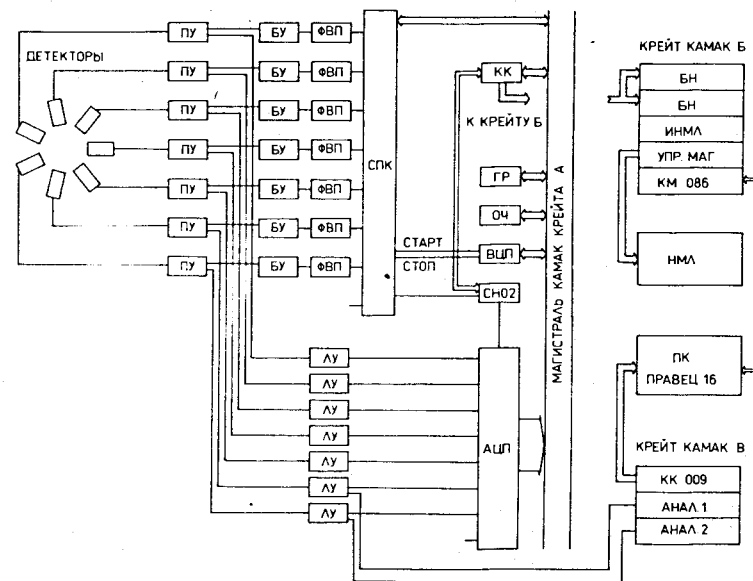 ДЕТЕКТОРЫ
ПУ БУ ФВП
ПУ БУ ФВП
ПУ БУ ФВП
ПУ БУ ФВП
ПУ БУ ФВП
ПУ БУ ФВП
ПУ БУ ФВП
СПК
СТАРТ
СТОП
КК
К КРЕЙТУ Б
ГР
ОЧ
ВЦП
СН02
ЛУ
ЛУ
ЛУ
ЛУ
ЛУ
ЛУ
ЛУ
АЦП
МАГИСТРАЛЬ КАМАК КРЕЙТА А
КРЕЙТ КАМАК Б
БН
БН
ИНМЛ
УПР. МАГ
КМ 086
НМЛ
ПК
ПРАВЕЦ 16
КРЕЙТ КАМАК В
КК 009
АНАЛ. 1
АНАЛ. 2